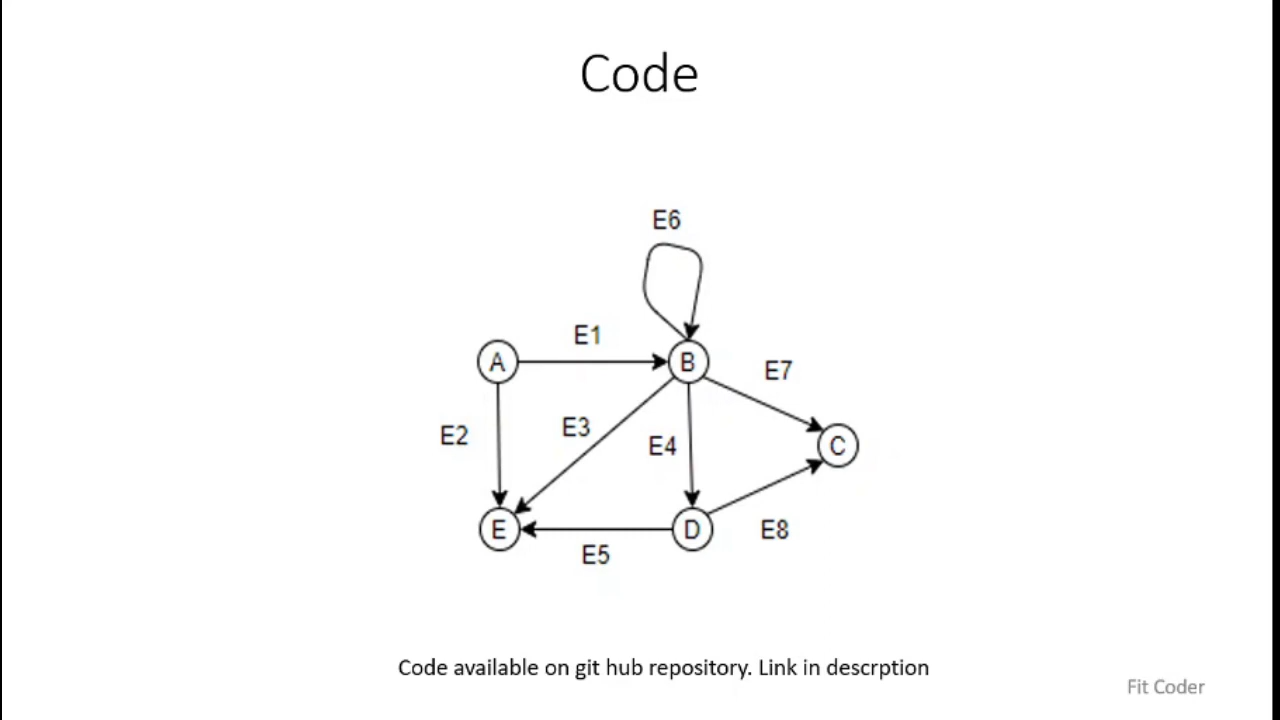 Code
E6
E1
A
B
E7
E2
E3
E4
C
E
D
E8
E5
Code available on git hub repository. Link in descrption
Fit Coder